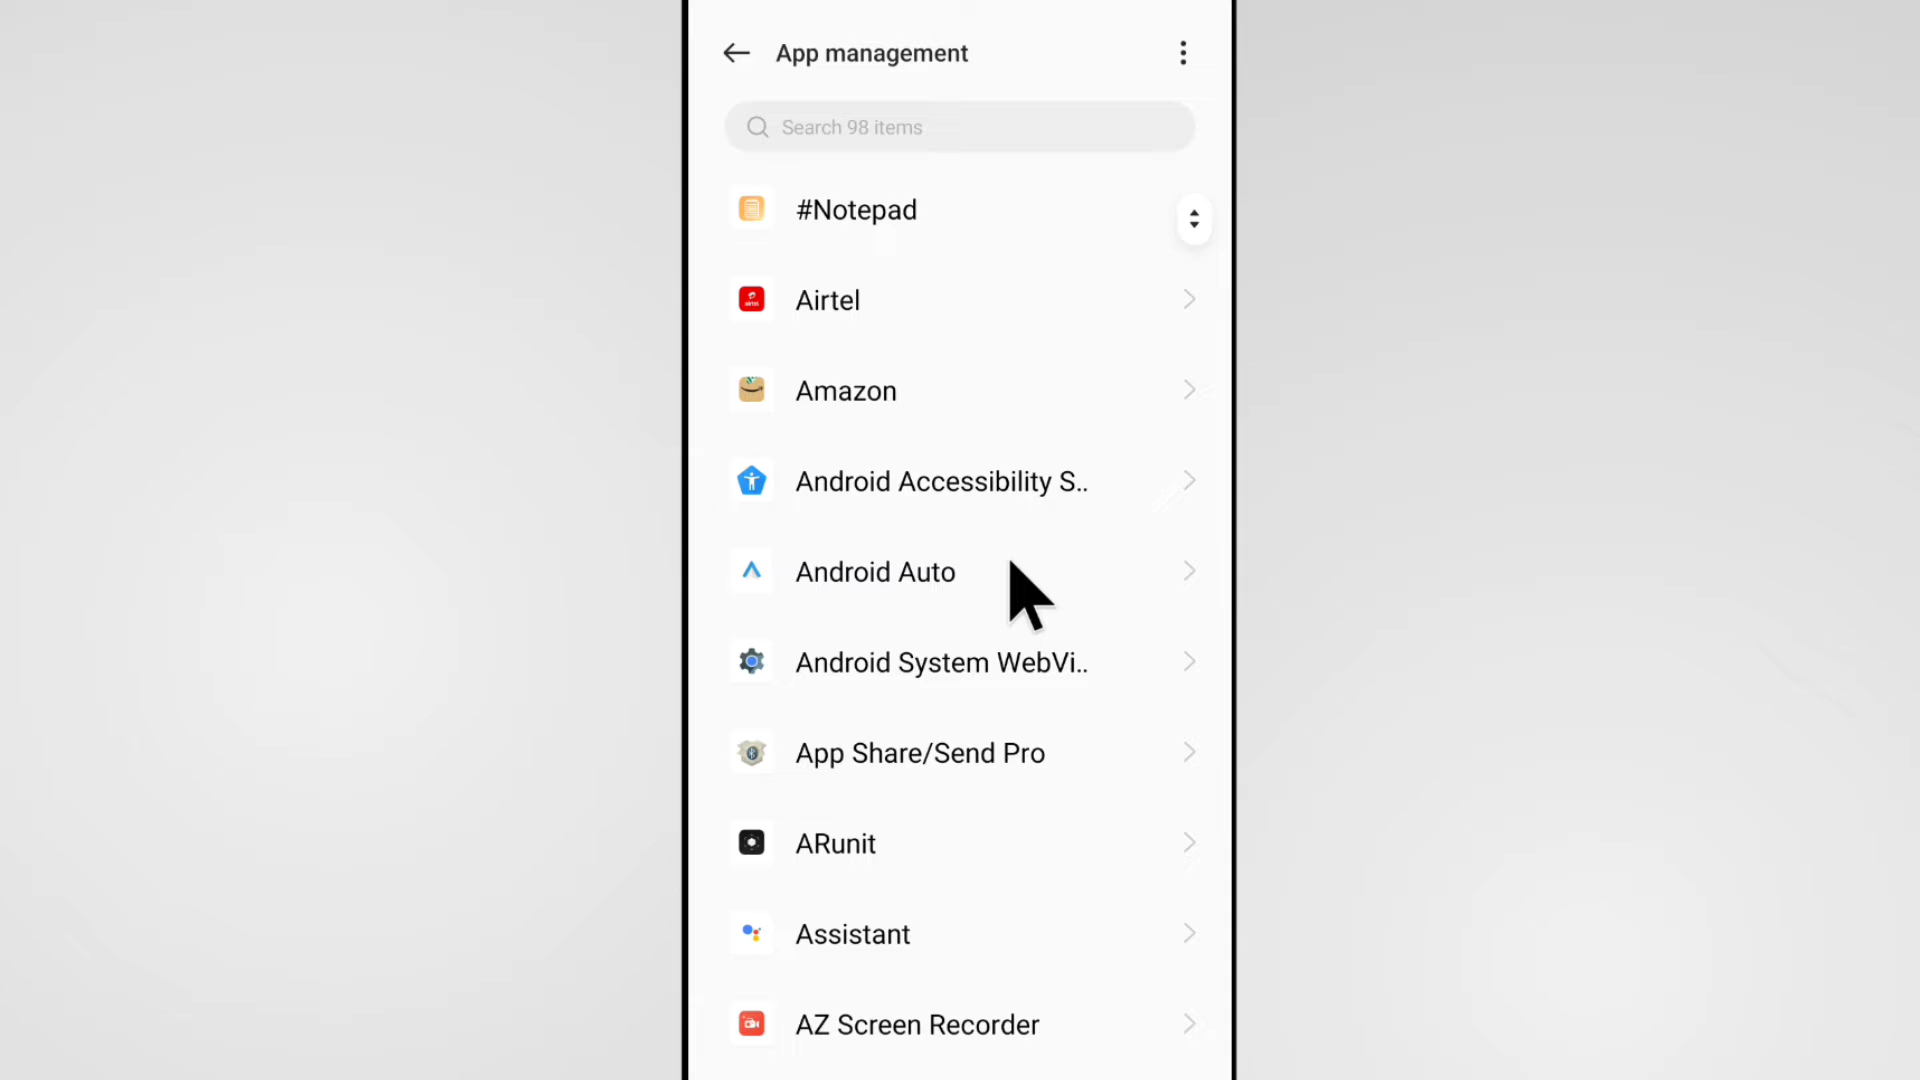 App management
Search 98 items
#Notepad
Airtel
Amazon
Android Accessibility S..
Android Auto
Android System WebVi..
App Share/Send Pro
ARunit
Assistant
AZ Screen Recorder